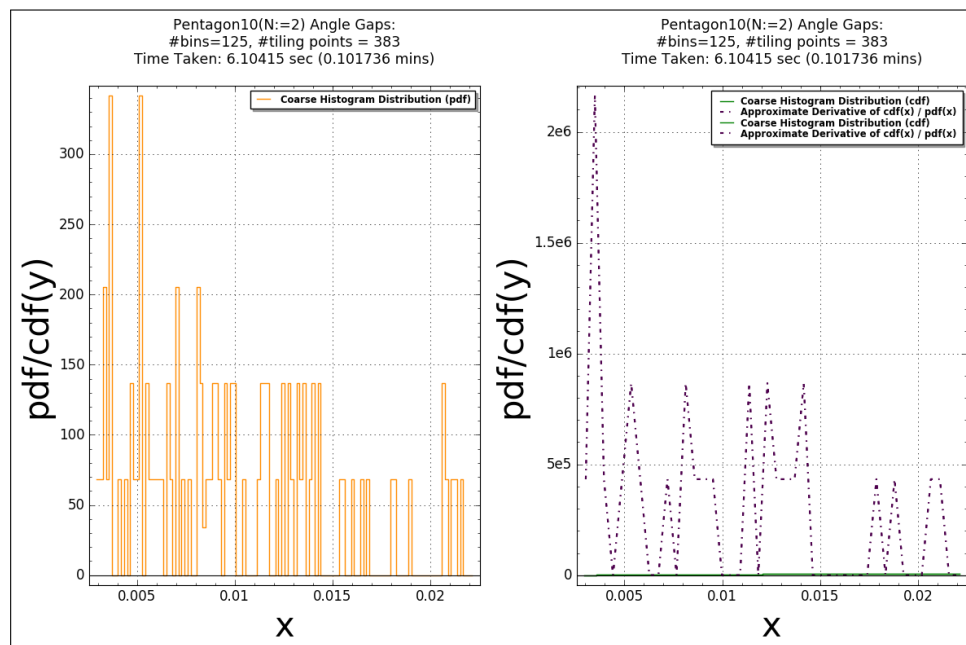 Pentagon10(N:=2) Angle Gaps:
#bins=125, #tiling points = 383
Time Taken: 6.10415 sec (0.101736 mins)
Coarse Histogram Distribution (pdf)
pdf/cdf(y)
300
250
200
150
100
50
0
0.005
0.01
0.015
0.02
x
Pentagon10(N:=2) Angle Gaps:
#bins=125, #tiling points = 383
Time Taken: 6.10415 sec (0.101736 mins)
Coarse Histogram Distribution (cdf)
Approximate Derivative of cdf(x) / pdf(x)
Coarse Histogram Distribution (cdf)
Approximate Derivative of cdf(x) / pdf(x)
pdf/cdf(y)
2e6
1.5e6
1e6
5e5
0
0.005
0.01
0.015
0.02
x